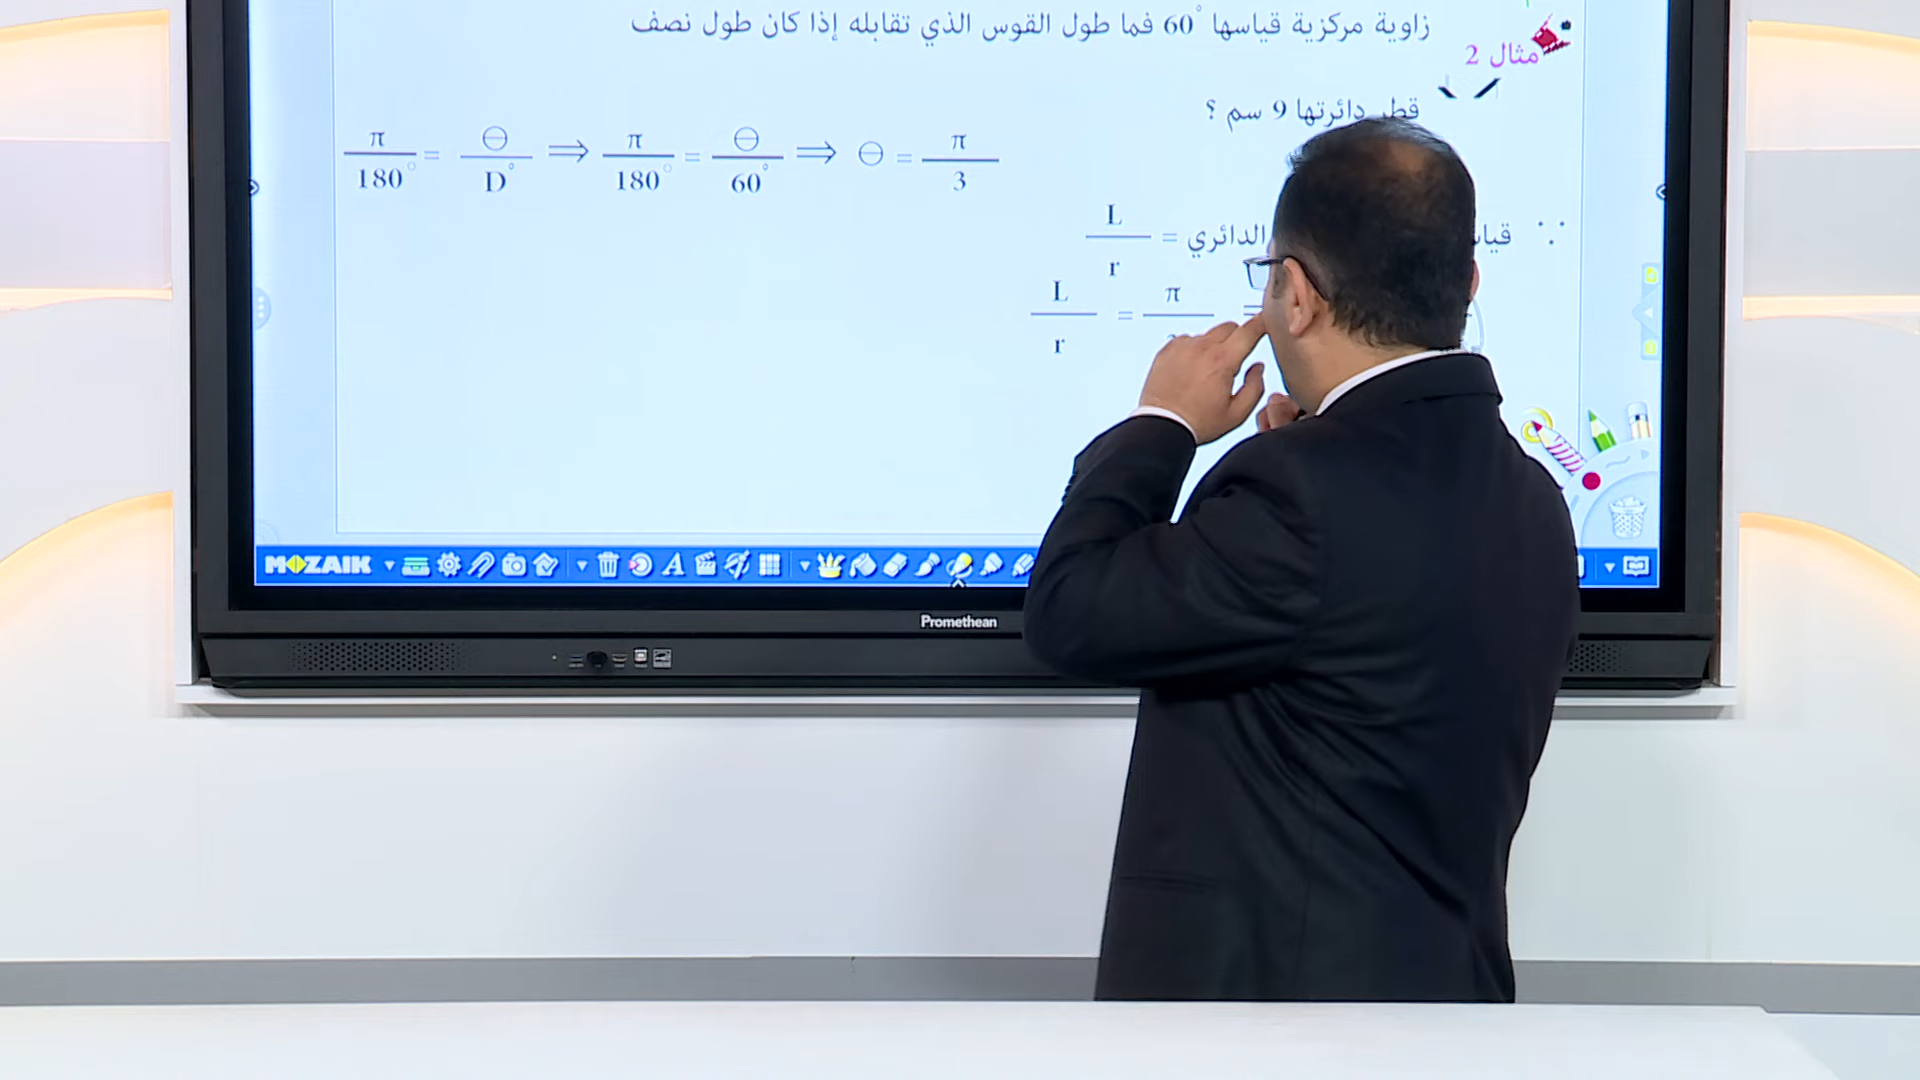 زاوية مركزية قياسها 60° فما طول القوس الذي تقابله إذا كان طول نصف
مثال 2
قطر دائرتها 9 سم ؟
π/180° = Θ/D° ⟹ π/180° = Θ/60° ⟹ Θ = π/3
∵ الدائري = L/r
π = L/r
MOZAIK
Promethean